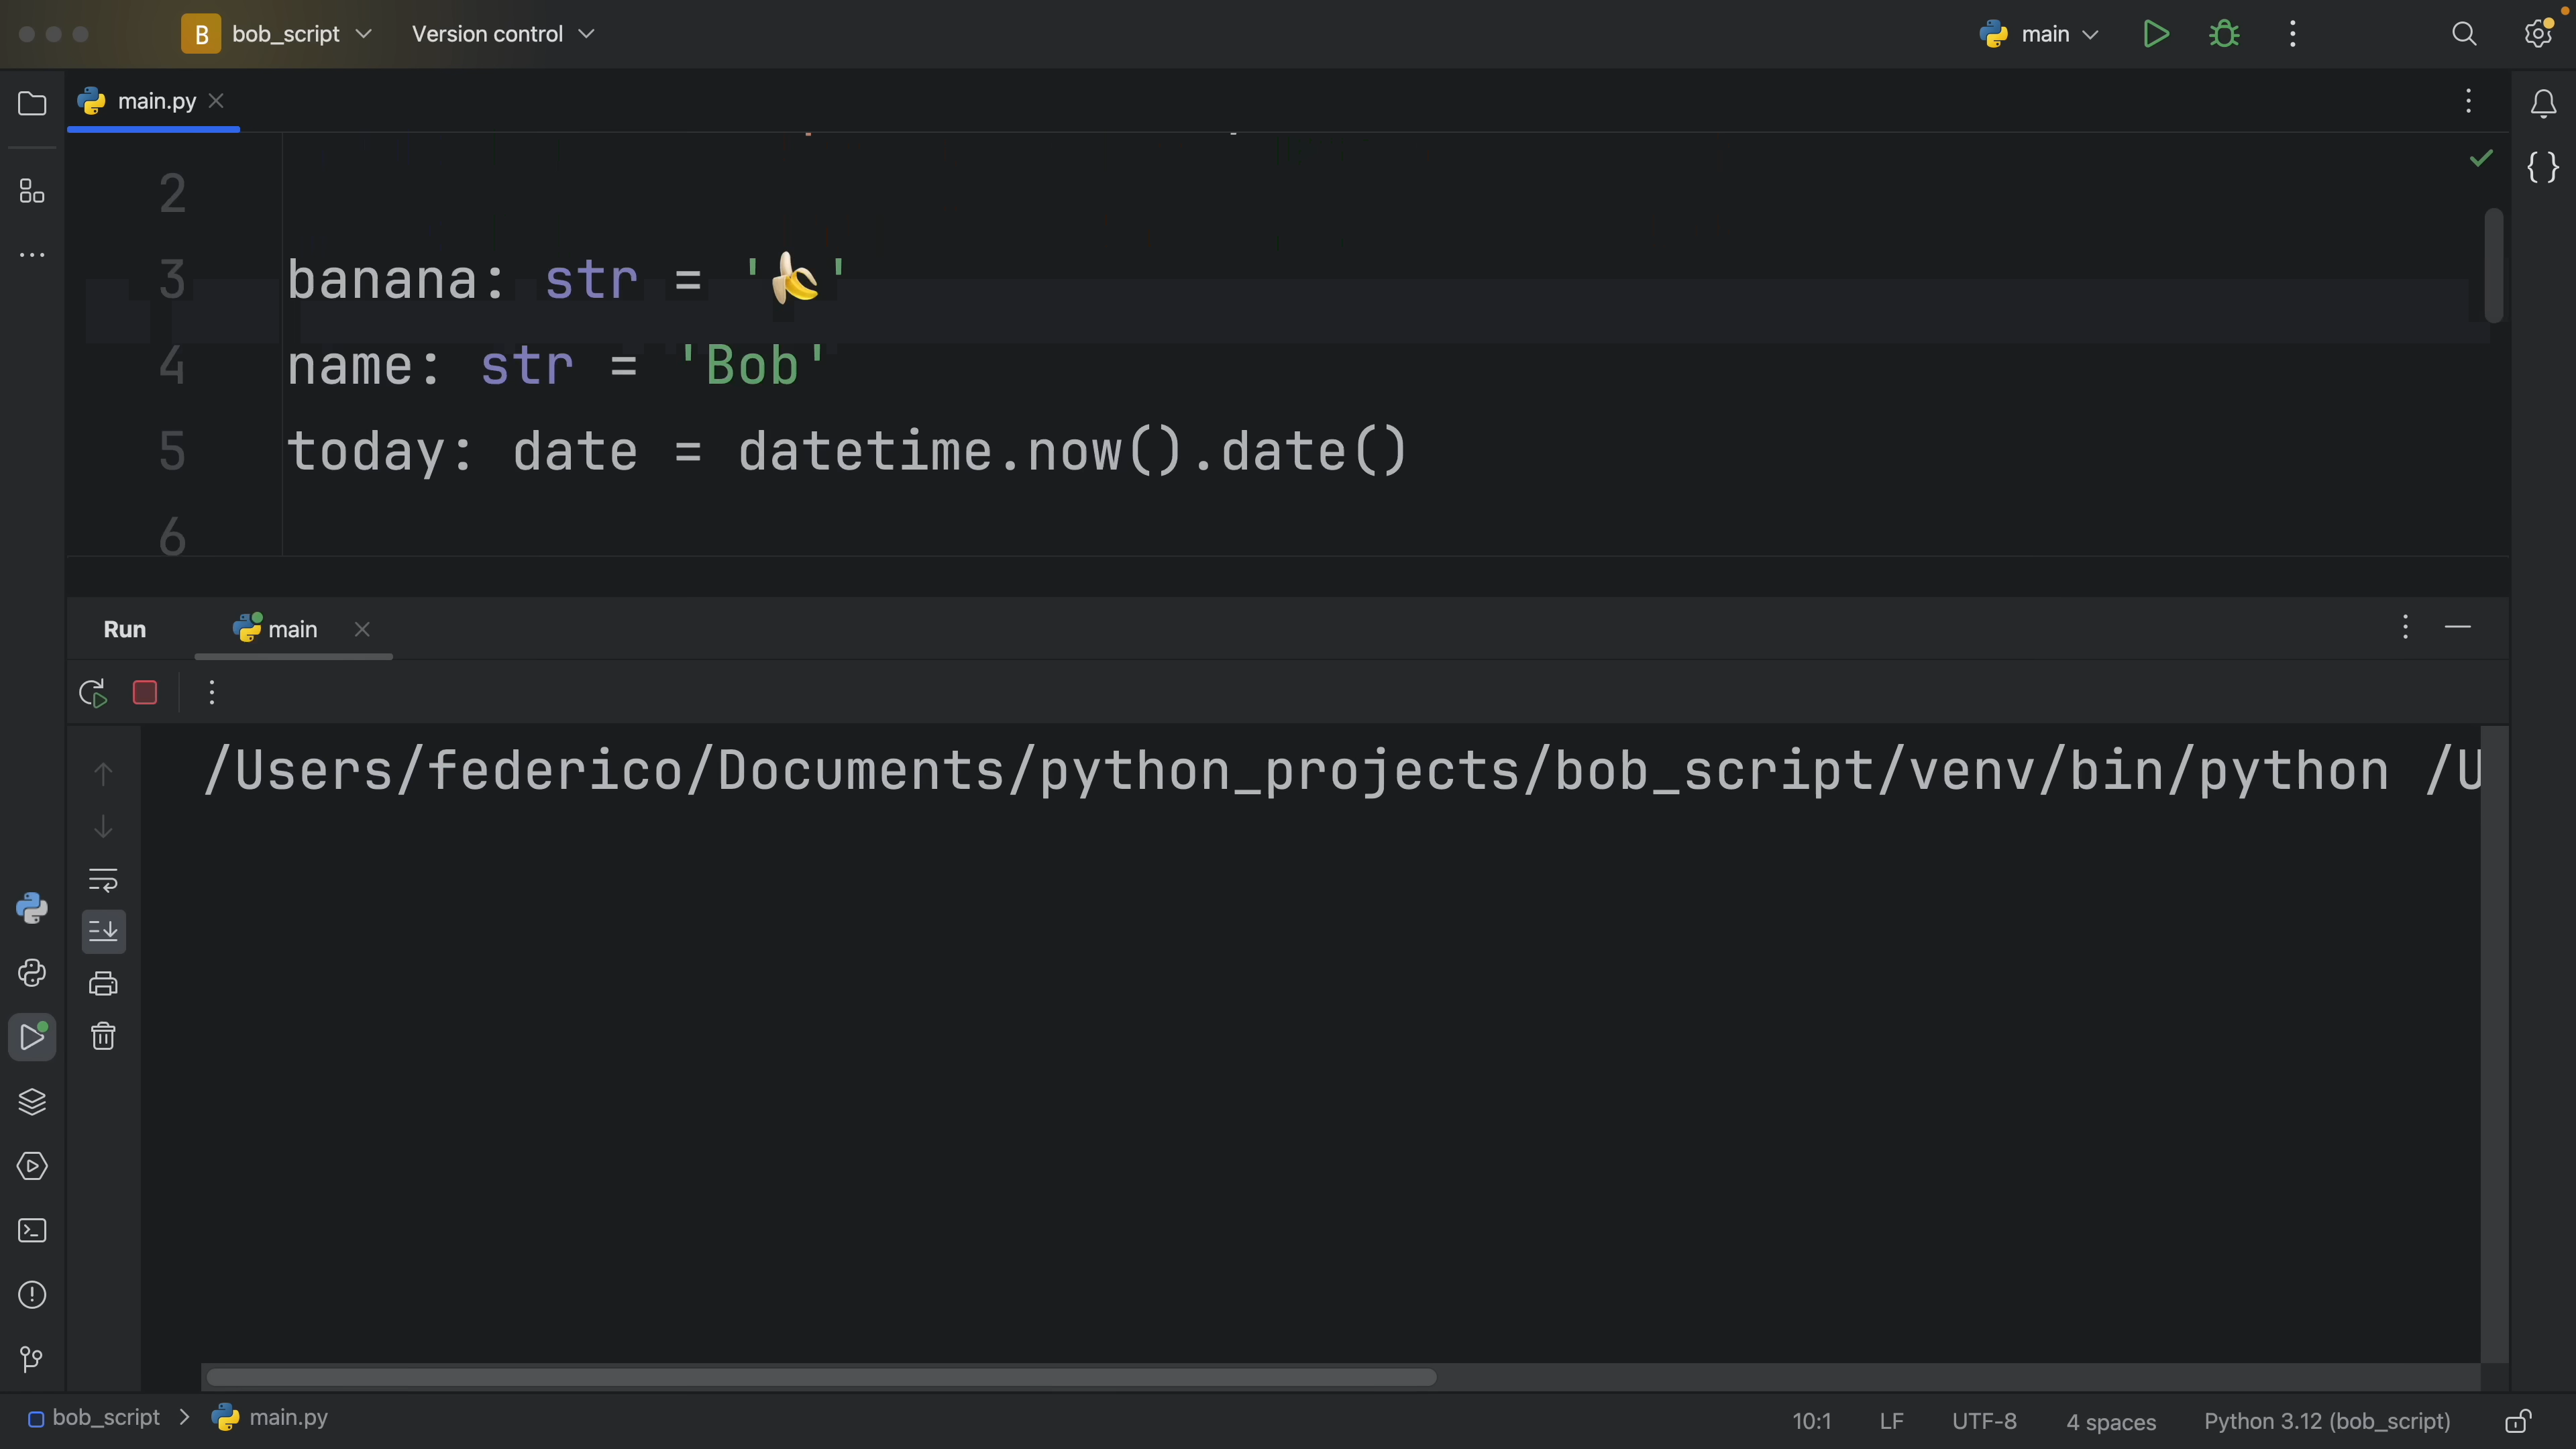 B bob_script Version control main
main.py
2
3 banana: str = '🍌'
4 name: str = 'Bob'
5 today: date = datetime.now().date()
6
Run main
/Users/federico/Documents/python_projects/bob_script/venv/bin/python /U
bob_script > main.py 10:1 LF UTF-8 4 spaces Python 3.12 (bob_script)